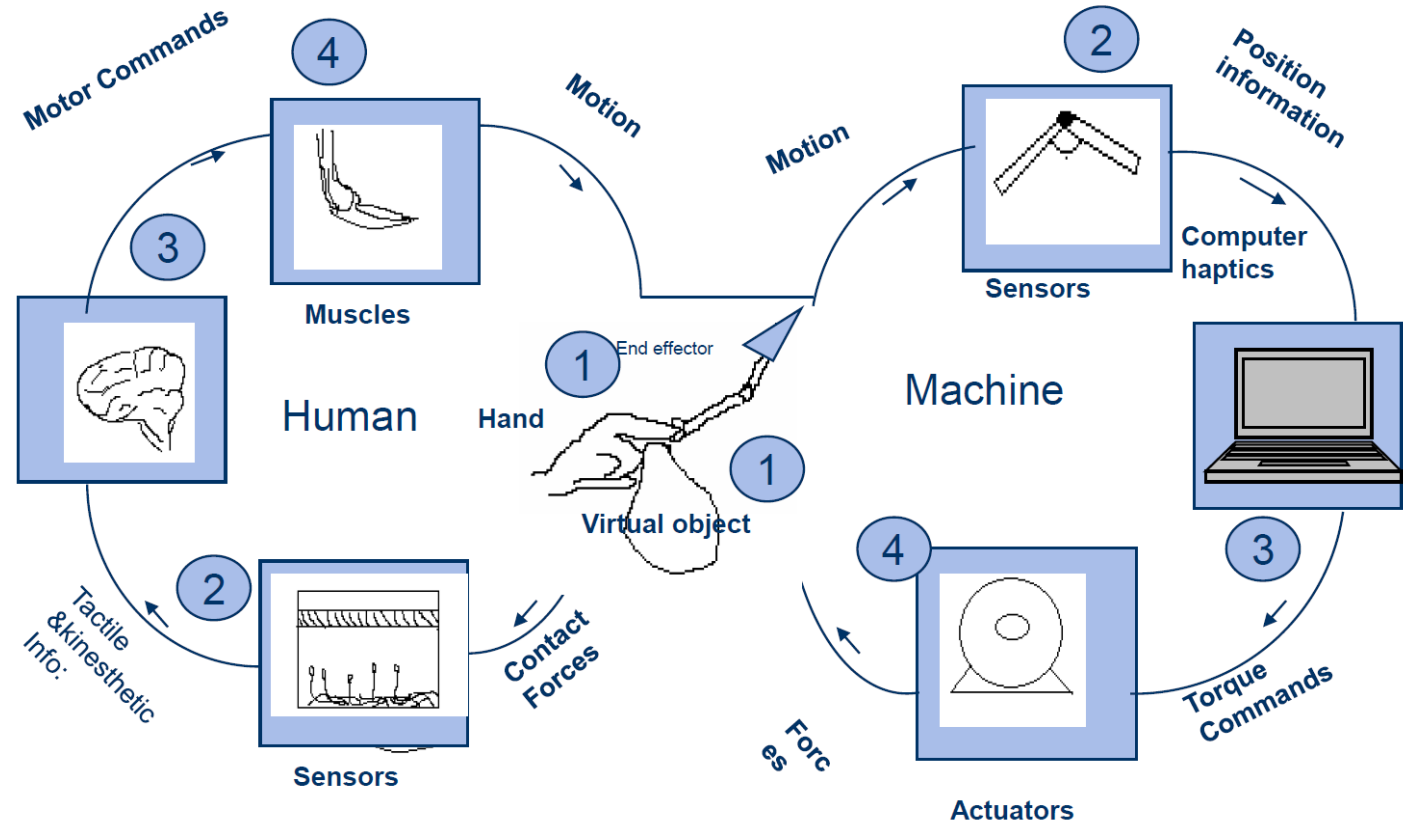 Motor Commands
4
Motion
Muscles
3
Human
2
Tactile
&kinesthetic
Info:
Sensors
Contact
Forces
1
End effector
Hand
1
Virtual object
Motion
2
Sensors
Position
information
Computer
haptics
Machine
3
Torque
Commands
4
Actuators
Forc
es